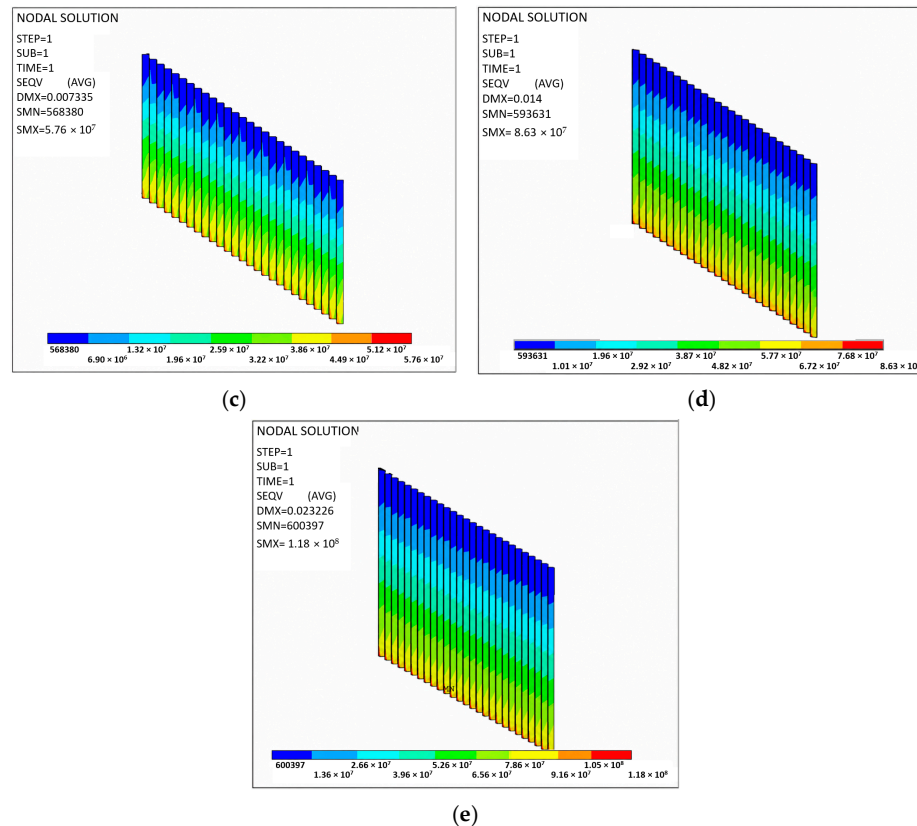 NODAL SOLUTION
STEP=1
SUB=1
TIME=1
SEQV (AVG)
DMX=0.007335
SMN=568380
SMX=5.76 × 10⁷
568380 1.32 × 10⁷ 2.59 × 10⁷ 3.86 × 10⁷ 5.12 × 10⁷
6.90 × 10⁶ 1.96 × 10⁷ 3.22 × 10⁷ 4.49 × 10⁷ 5.76 × 10⁷
(c)
NODAL SOLUTION
STEP=1
SUB=1
TIME=1
SEQV (AVG)
DMX=0.014
SMN=593631
SMX= 8.63 × 10⁷
593631 1.96 × 10⁷ 3.87 × 10⁷ 5.77 × 10⁷ 7.68 × 10⁷
1.01 × 10⁷ 2.92 × 10⁷ 4.82 × 10⁷ 6.72 × 10⁷ 8.63 × 10
(d)
NODAL SOLUTION
STEP=1
SUB=1
TIME=1
SEQV (AVG)
DMX=0.023226
SMN=600397
SMX= 1.18 × 10⁸
MN
600397 2.66 × 10⁷ 5.26 × 10⁷ 7.86 × 10⁷ 1.05 × 10⁸
1.36 × 10⁷ 3.96 × 10⁷ 6.56 × 10⁷ 9.16 × 10⁷ 1.18 × 10⁸
(e)